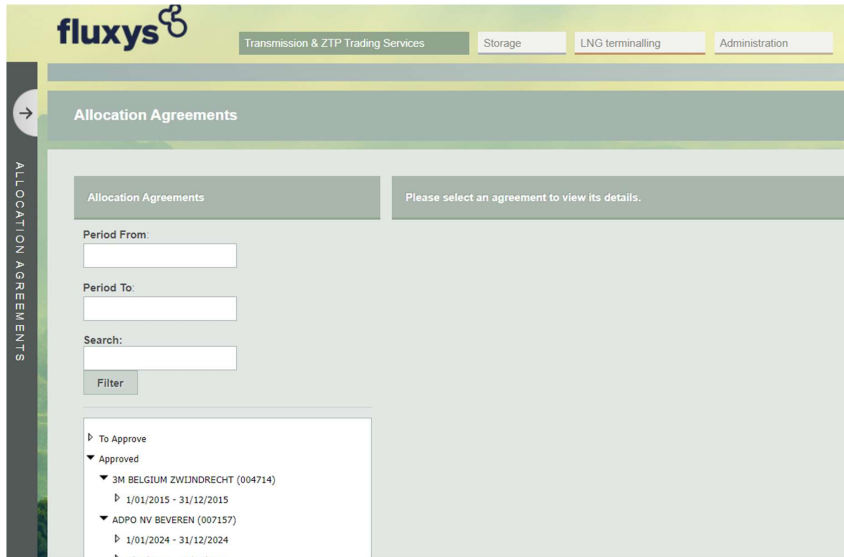 fluxys
Transmission & ZTP Trading Services
Storage
LNG terminalling
Administration
Allocation Agreements
ALLOCATION AGREEMENTS
Allocation Agreements
Please select an agreement to view its details.
Period From:
Period To:
Search:
Filter
To Approve
Approved
3M BELGIUM ZWIJNDRECHT (004714)
1/01/2015 - 31/12/2015
ADPO NV BEVEREN (007157)
1/01/2024 - 31/12/2024